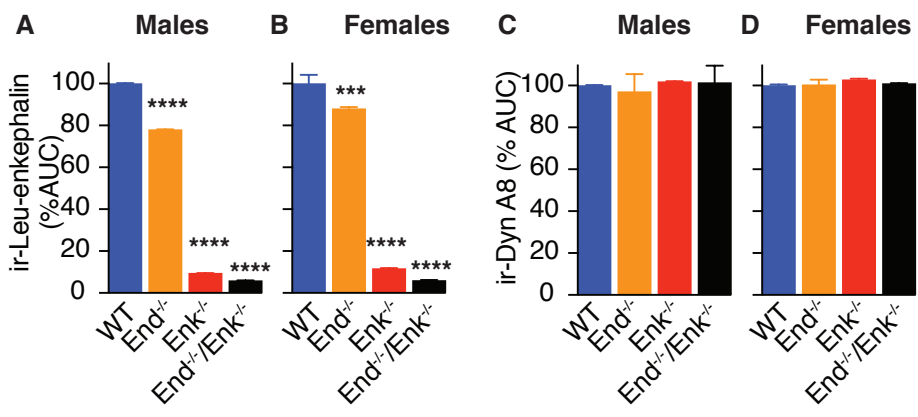 A Males B Females C Males D Females
ir-Leu-enkephalin
(%AUC)
100
80
60
40
20
0
****
****
****
***
****
****
WT
End-/-
Enk-/-
End-/-/Enk-/-
WT
End-/-
Enk-/-
End-/-/Enk-/-
ir-Dyn A8 (% AUC)
100
80
60
40
20
0
WT
End-/-
Enk-/-
End-/-/Enk-/-
WT
End-/-
Enk-/-
End-/-/Enk-/-